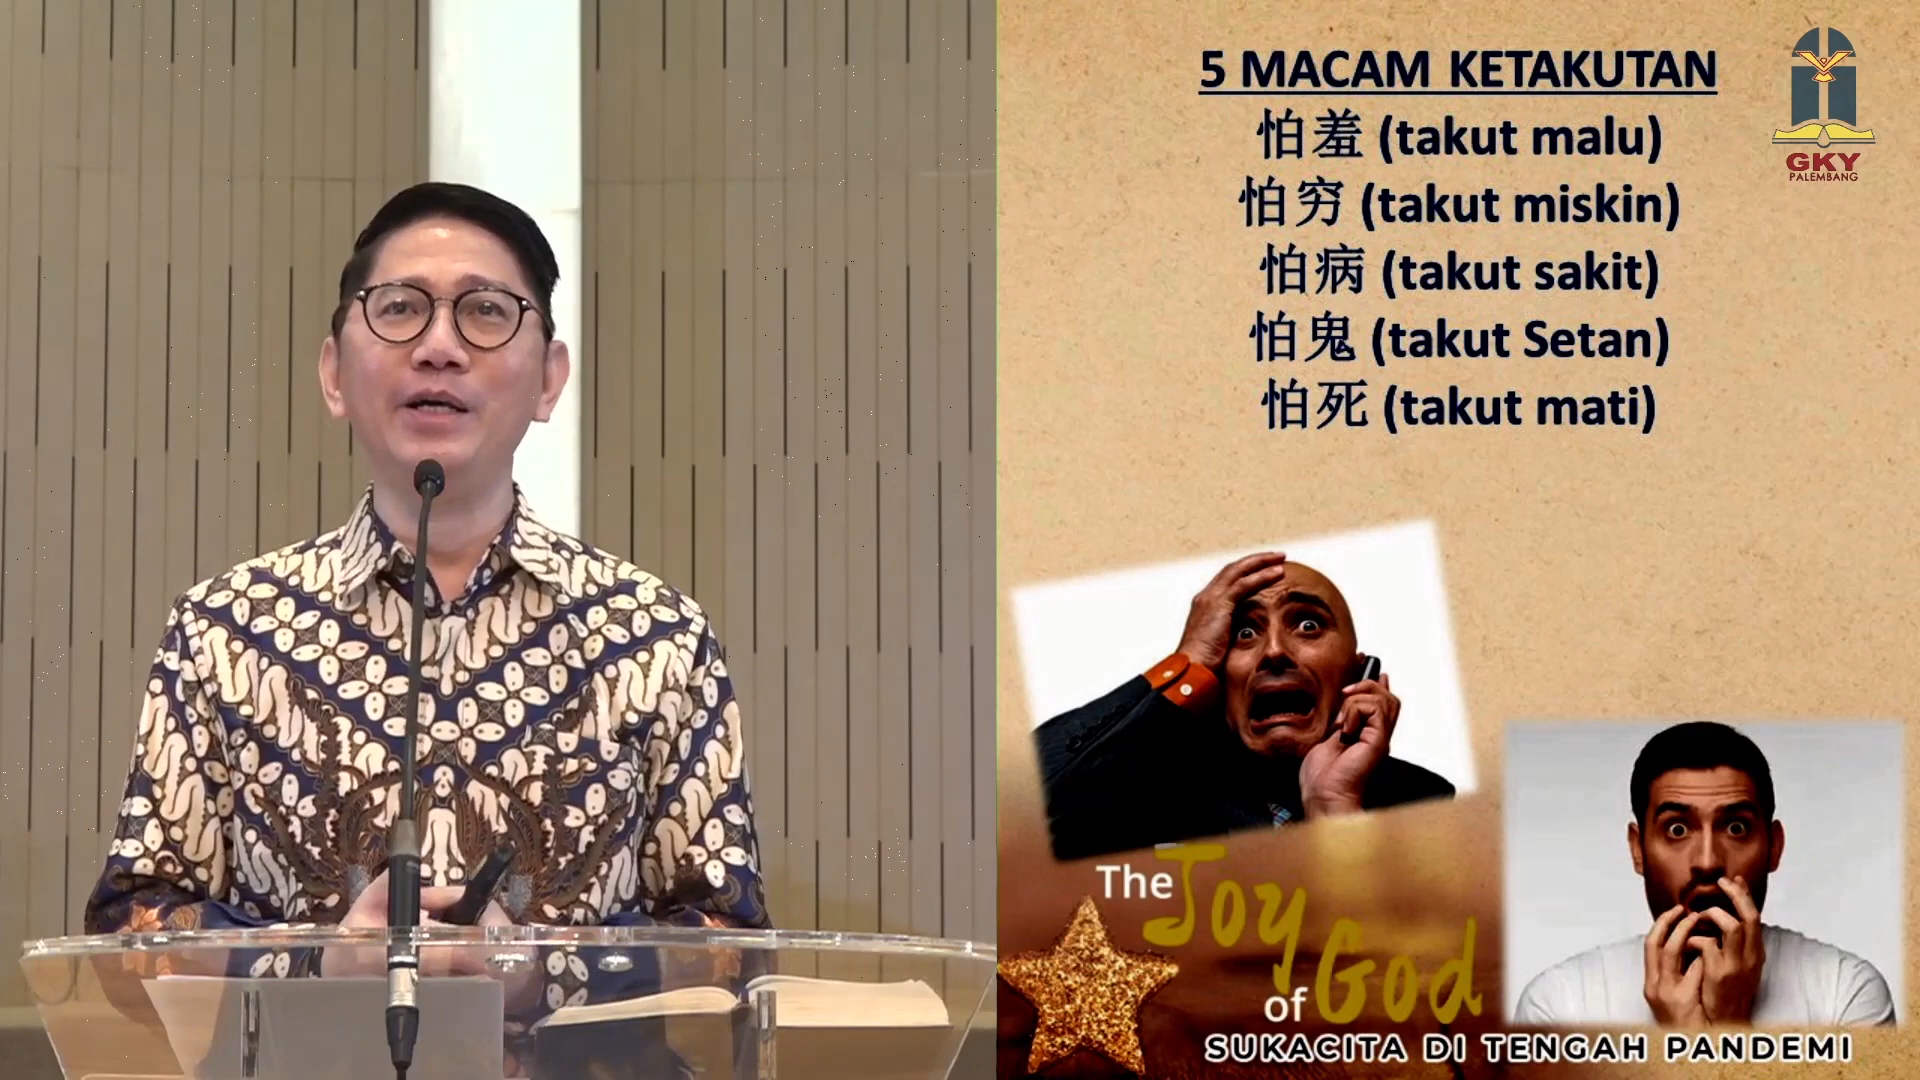 5 MACAM KETAKUTAN
怕羞 (takut malu)
怕穷 (takut miskin)
怕病 (takut sakit)
怕鬼 (takut Setan)
怕死 (takut mati)
GKY
PALEMBANG
The Joy
of God
SUKACITA DI TENGAH PANDEMI